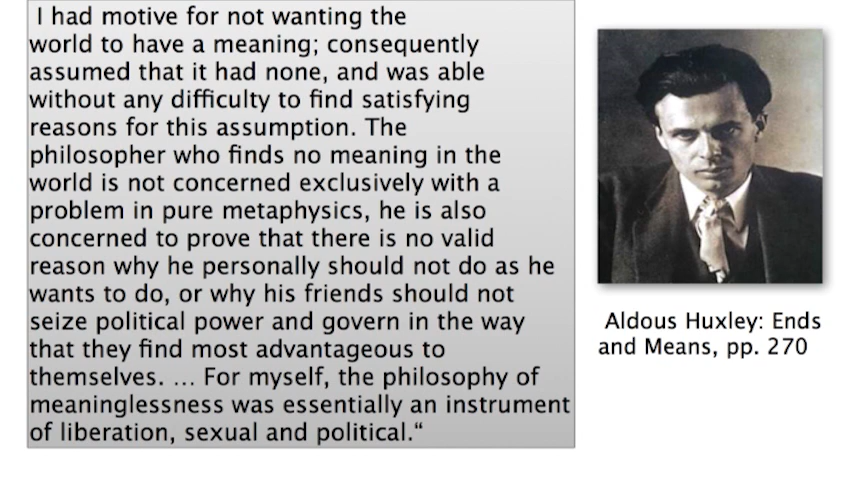 I had motive for not wanting the
world to have a meaning; consequently
assumed that it had none, and was able
without any difficulty to find satisfying
reasons for this assumption. The
philosopher who finds no meaning in the
world is not concerned exclusively with a
problem in pure metaphysics, he is also
concerned to prove that there is no valid
reason why he personally should not do as he
wants to do, or why his friends should not
seize political power and govern in the way
that they find most advantageous to
themselves. … For myself, the philosophy of
meaninglessness was essentially an instrument
of liberation, sexual and political.“
Aldous Huxley: Ends
and Means, pp. 270